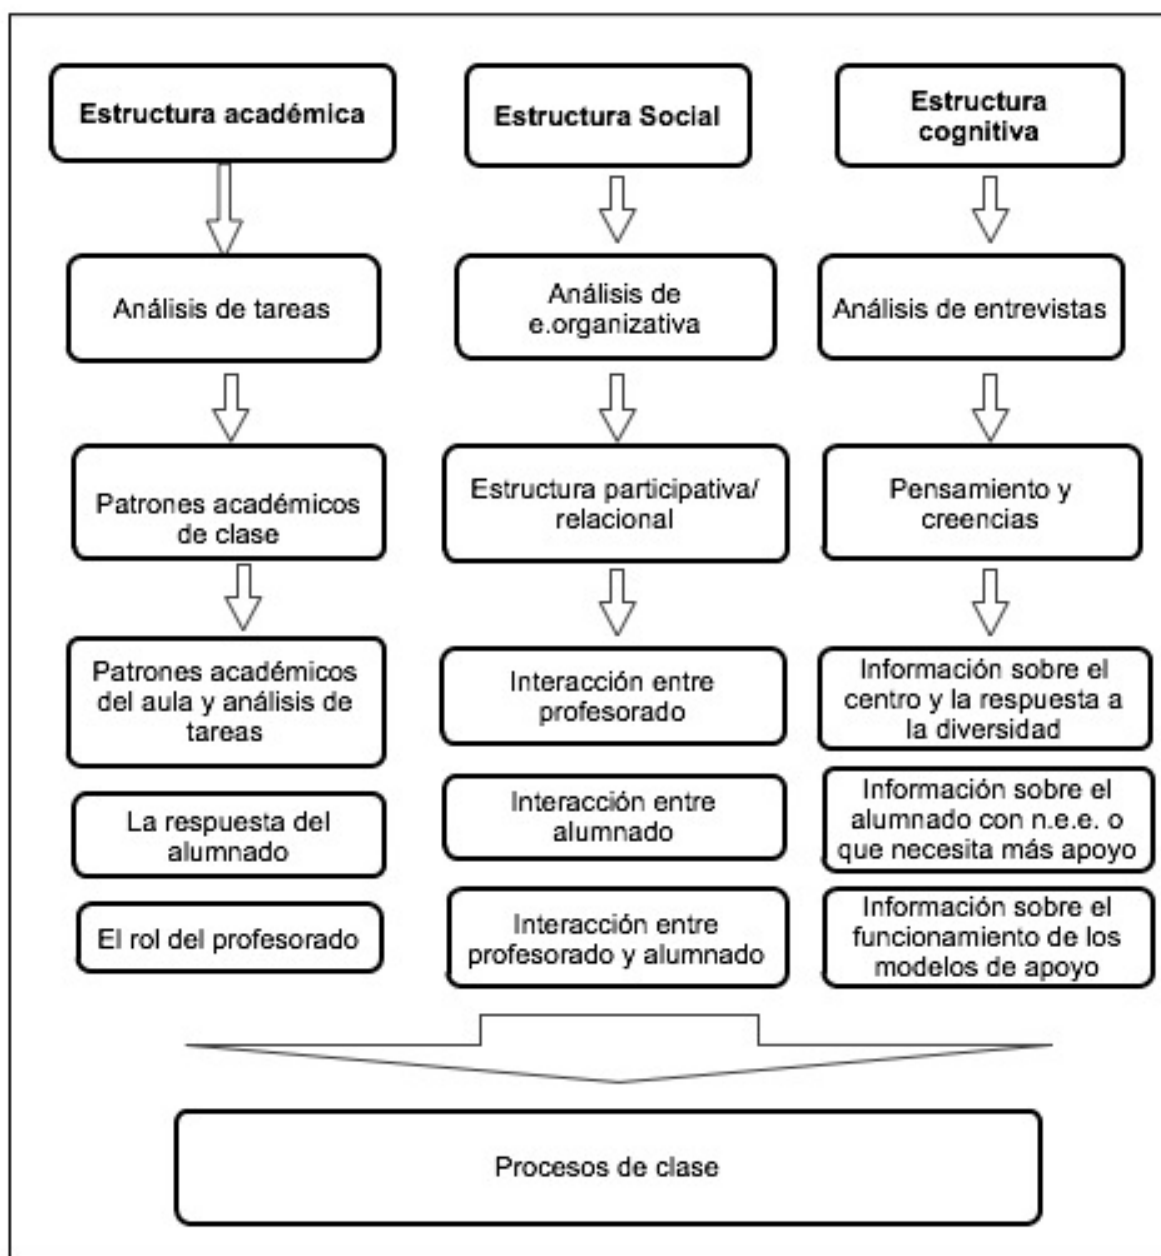 Estructura académica
Estructura Social
Estructura
cognitiva
Análisis de tareas
Análisis de
e.organizativa
Análisis de entrevistas
Patrones académicos
de clase
Estructura participativa/
relacional
Pensamiento y
creencias
Patrones académicos
del aula y análisis de
tareas
Interacción entre
profesorado
Información sobre el
centro y la respuesta a
la diversidad
La respuesta del
alumnado
Interacción entre
alumnado
Información sobre el
alumnado con n.e.e. o
que necesita más apoyo
El rol del profesorado
Interacción entre
profesorado y alumnado
Información sobre el
funcionamiento de los
modelos de apoyo
Procesos de clase